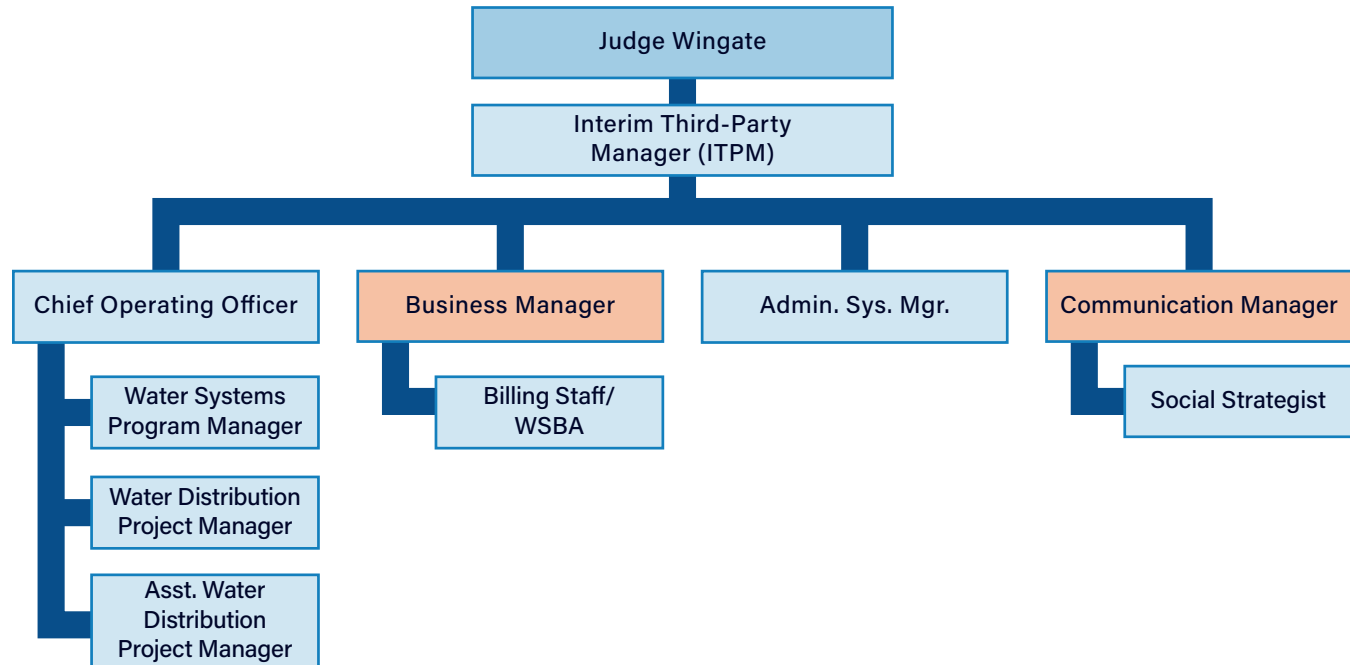 Judge Wingate
Interim Third-Party
Manager (ITPM)
Chief Operating Officer
Business Manager
Admin. Sys. Mgr.
Communication Manager
Water Systems
Program Manager
Billing Staff/
WSBA
Social Strategist
Water Distribution
Project Manager
Asst. Water
Distribution
Project Manager